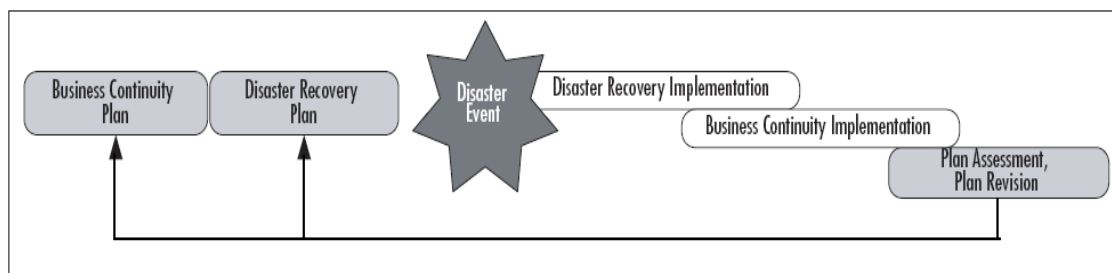 Business Continuity
Plan
Disaster Recovery
Plan
Disaster
Event
Disaster Recovery Implementation
Business Continuity Implementation
Plan Assessment,
Plan Revision